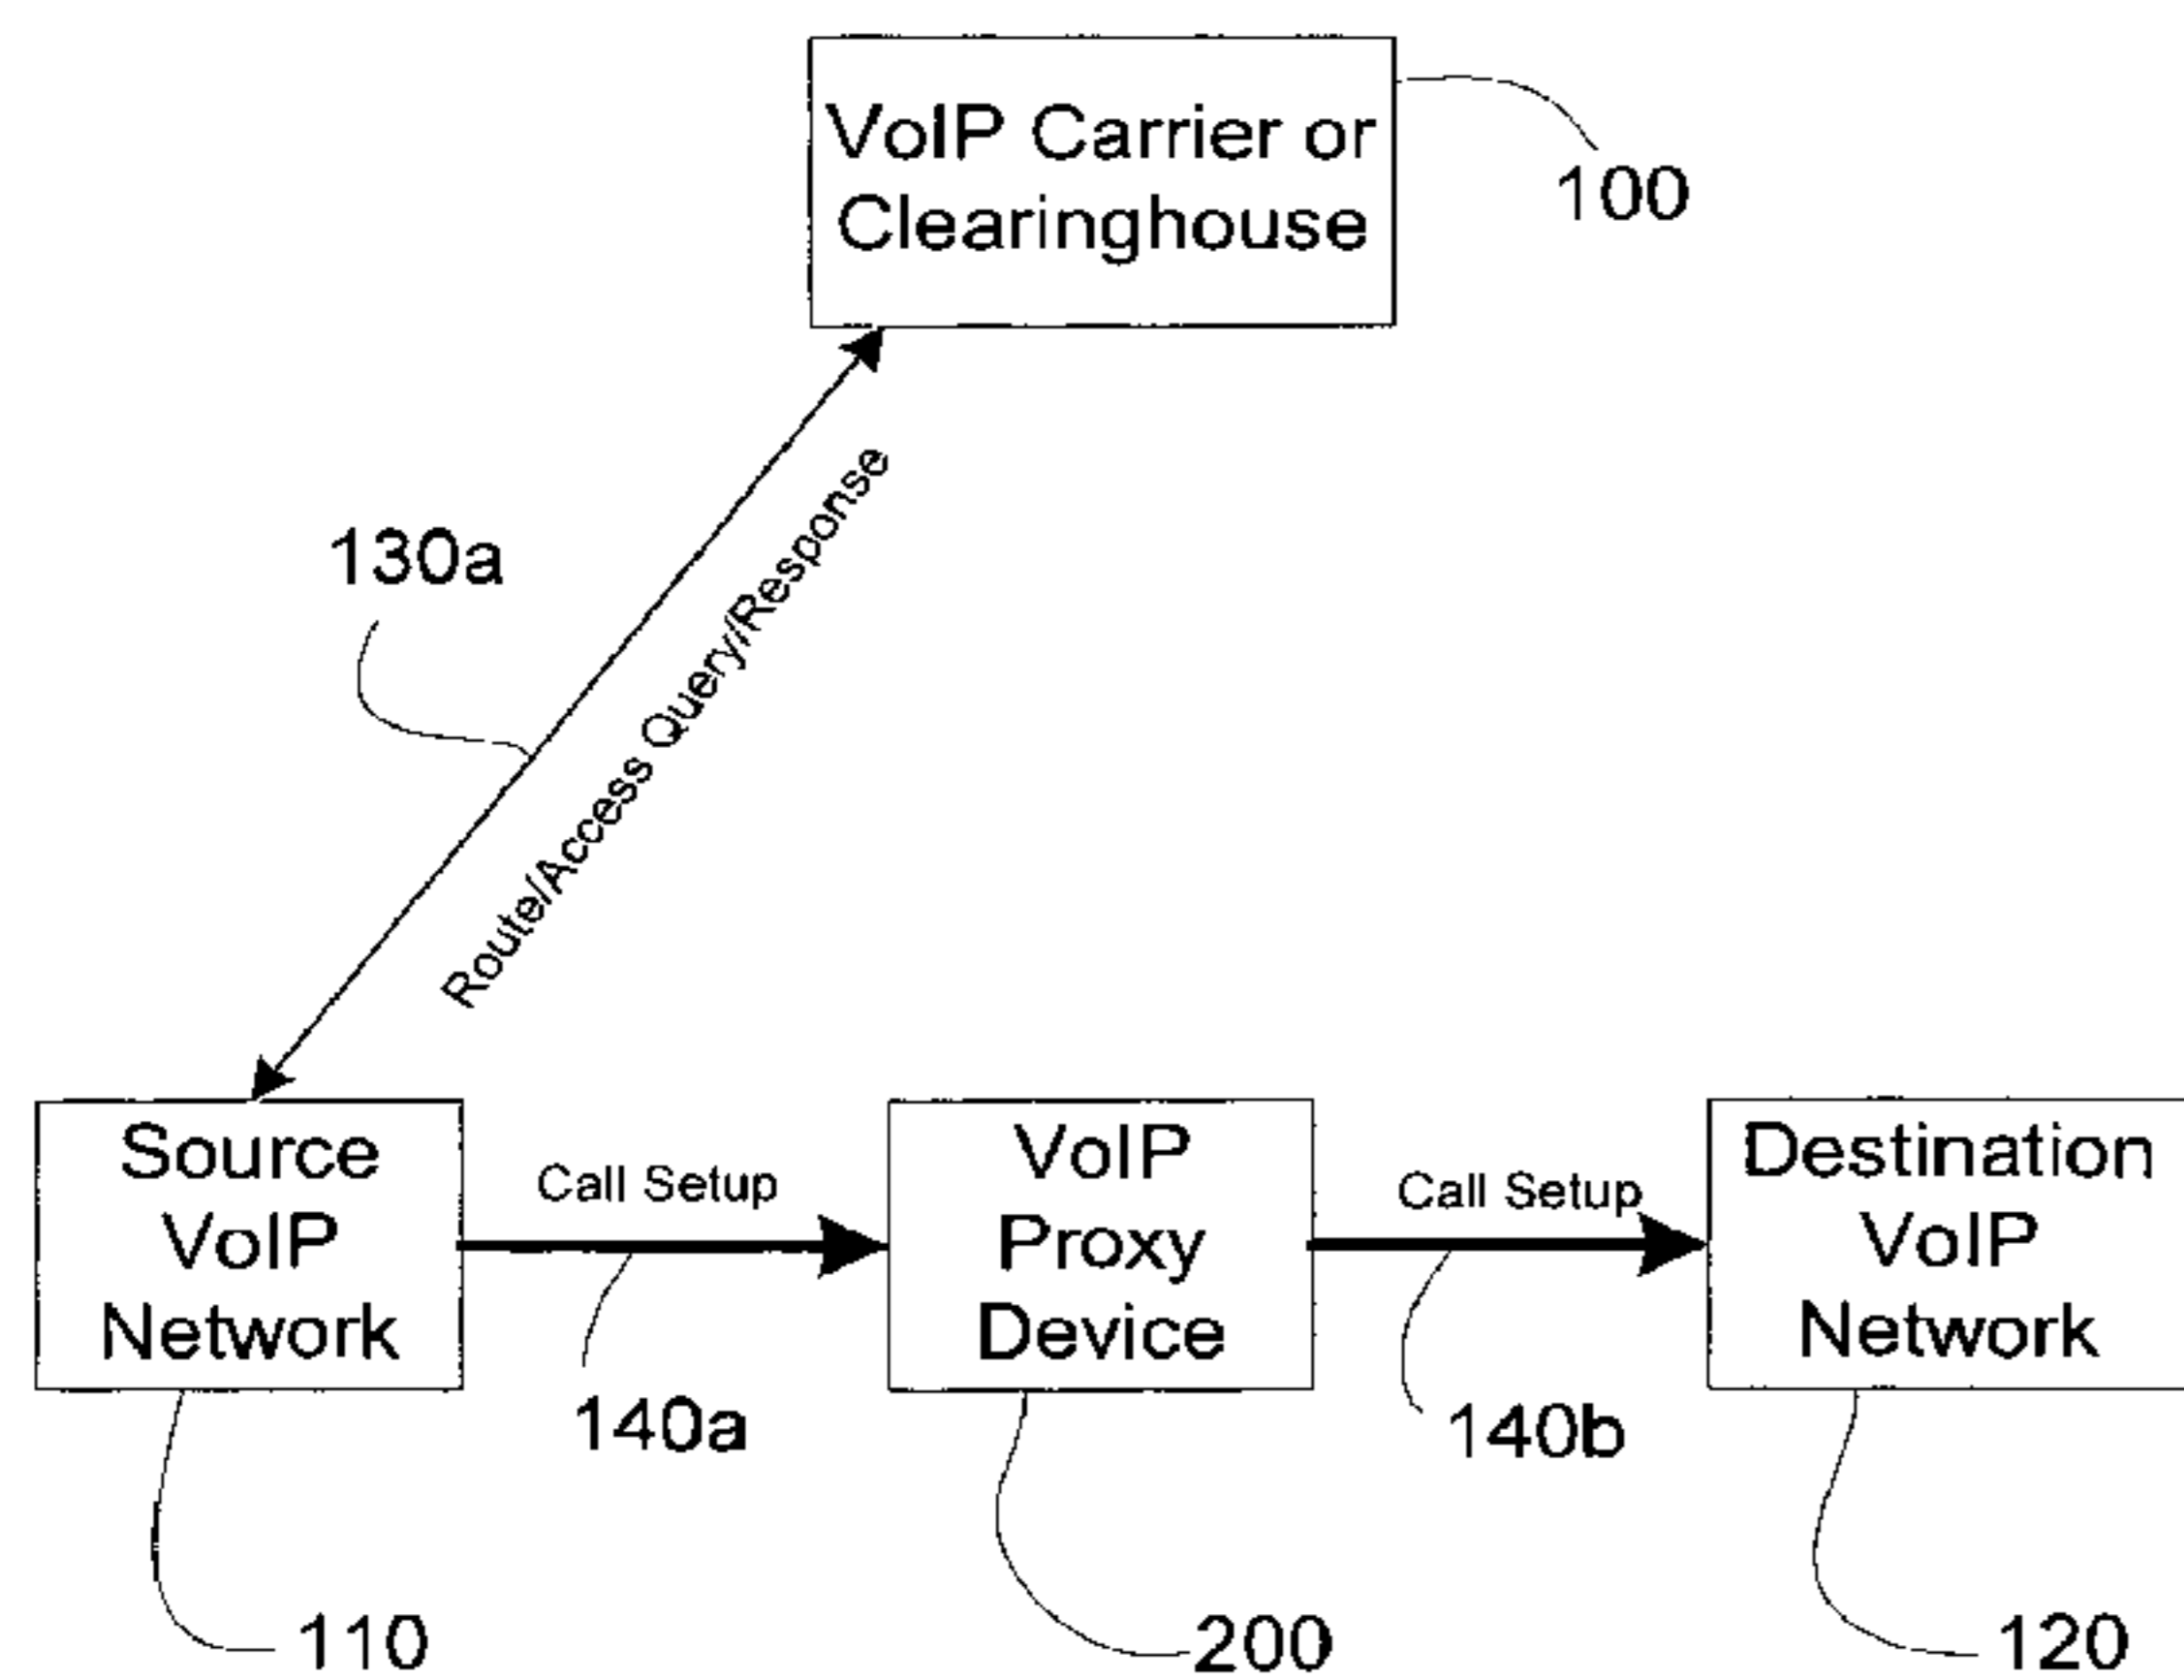 VoIP Carrier or
Clearinghouse
100
130a
Route/Access Query/Response
Source
VoIP
Network
Call Setup
VoIP
Proxy
Device
Call Setup
Destination
VoIP
Network
140a
140b
110
200
120